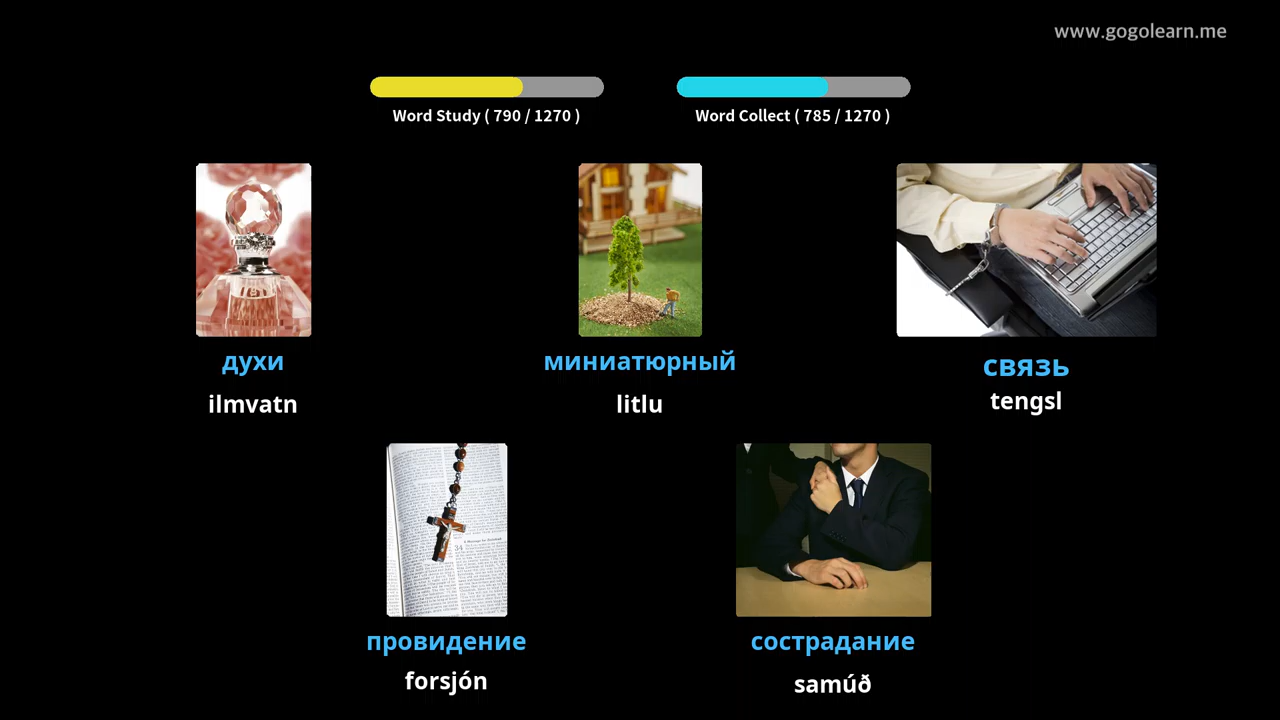 www.gogolearn.me
Word Study ( 790 / 1270 )
Word Collect ( 785 / 1270 )
духи
ilmvatn
миниатюрный
litlu
связь
tengsl
34
провидение
forsjón
сострадание
samúð